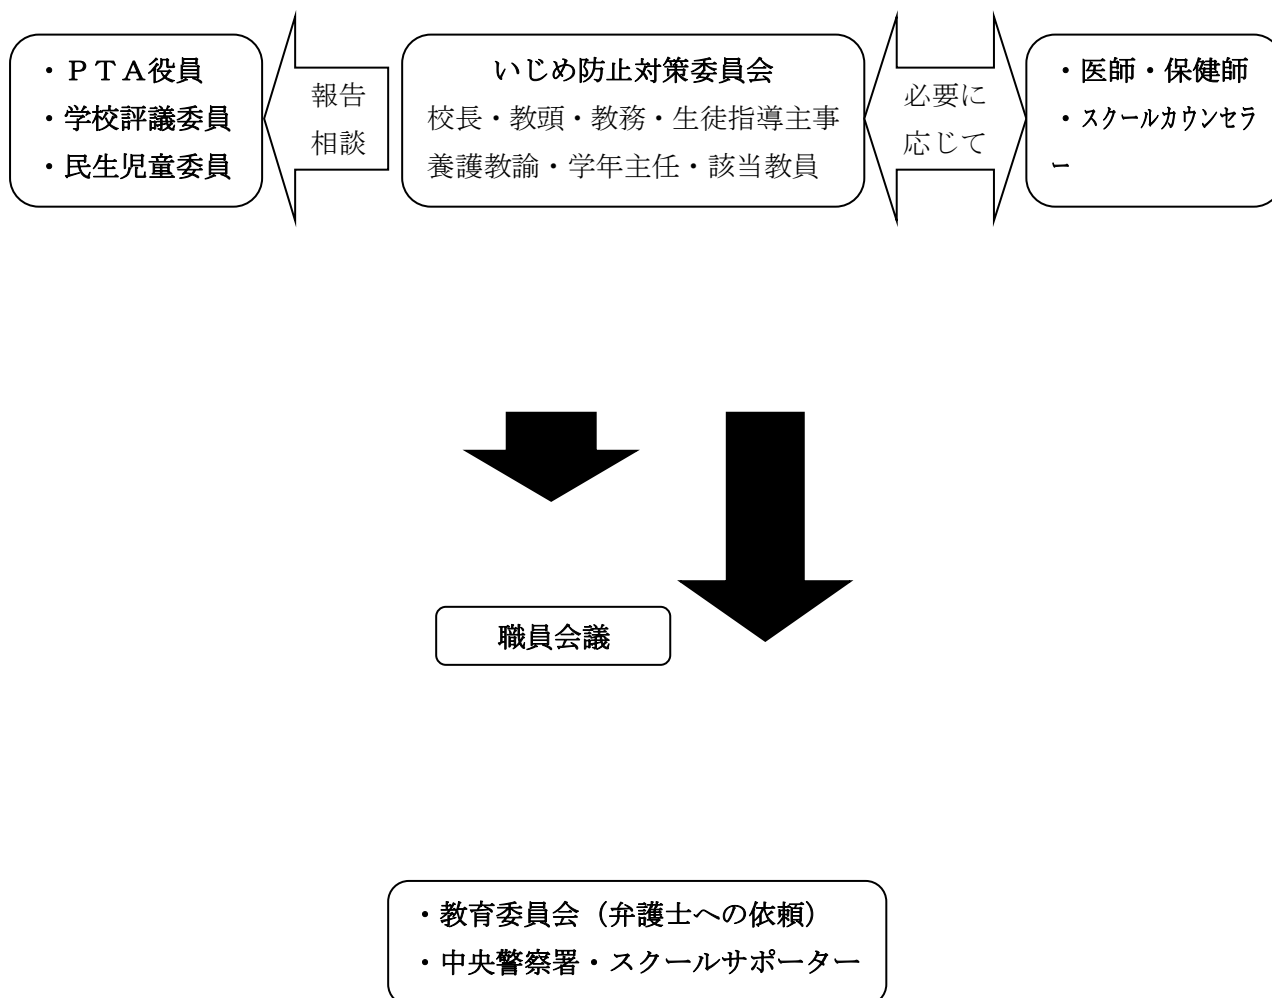 ・ＰＴＡ役員
・学校評議委員
・民生児童委員
報告
相談
いじめ防止対策委員会
校長・教頭・教務・生徒指導主事
養護教諭・学年主任・該当教員
必要に
応じて
・医師・保健師
・スクールカウンセラ
ー
職員会議
・教育委員会（弁護士への依頼）
・中央警察署・スクールサポーター